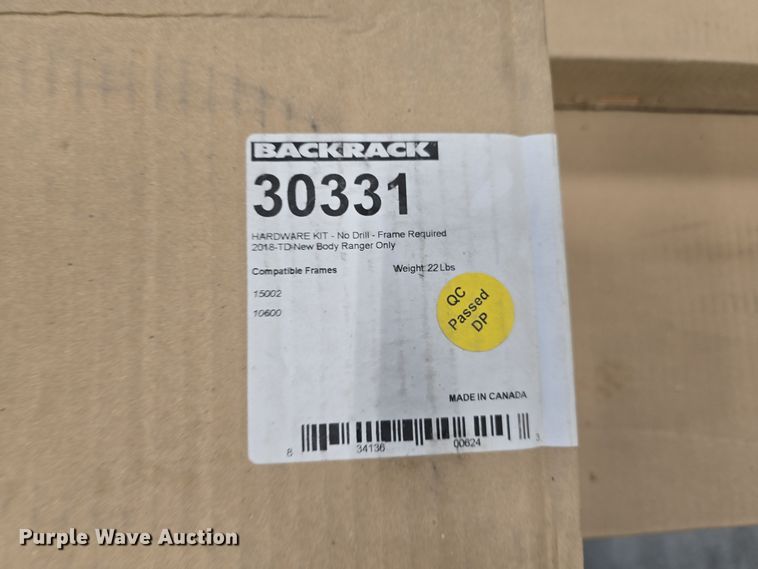 BACKRACK
30331
HARDWARE KIT - No Drill - Frame Required
2018-TD New Body Ranger Only
Compatible Frames Weight: 22 Lbs
15002
10600
QC
Passed
DP
MADE IN CANADA
8 34136 00624 3
Purple Wave Auction